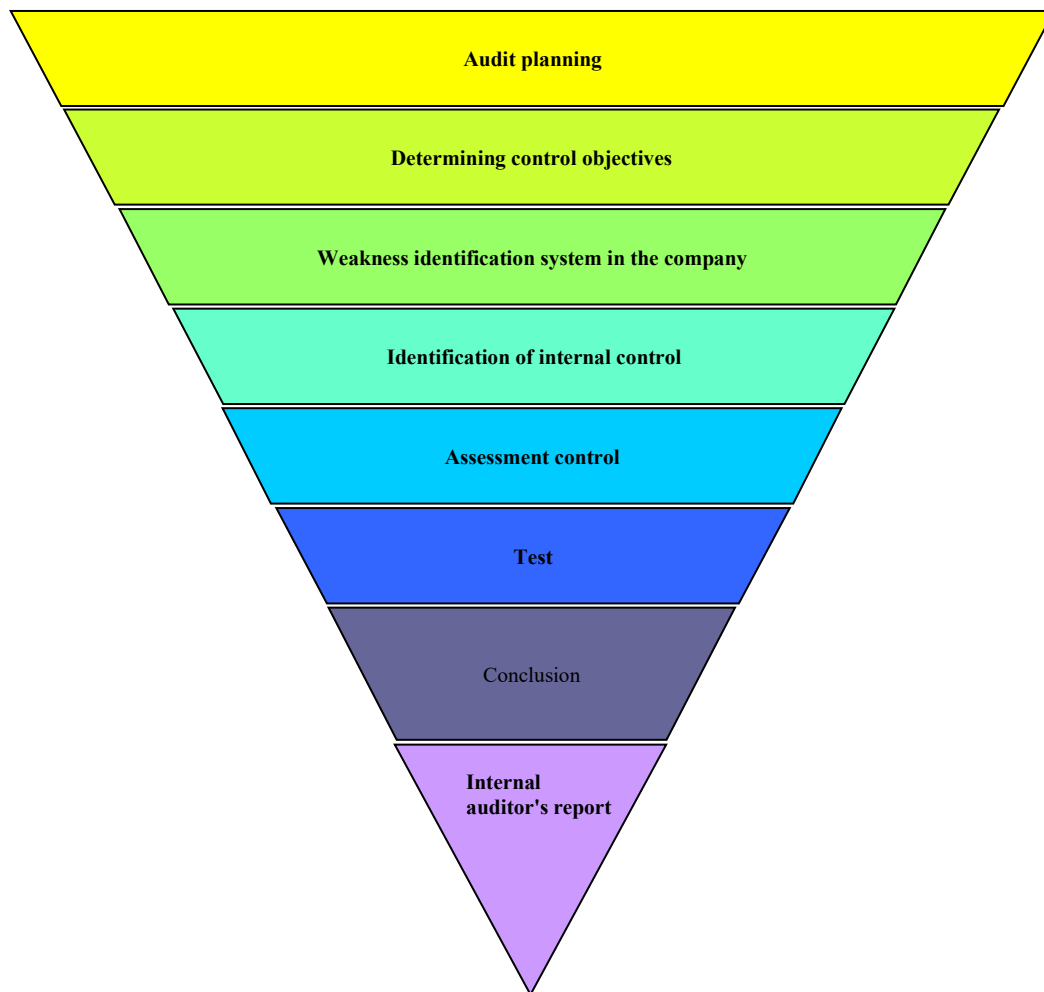 Audit planning
Determining control objectives
Weakness identification system in the company
Identification of internal control
Assessment control
Test
Conclusion
Internal
auditor's report